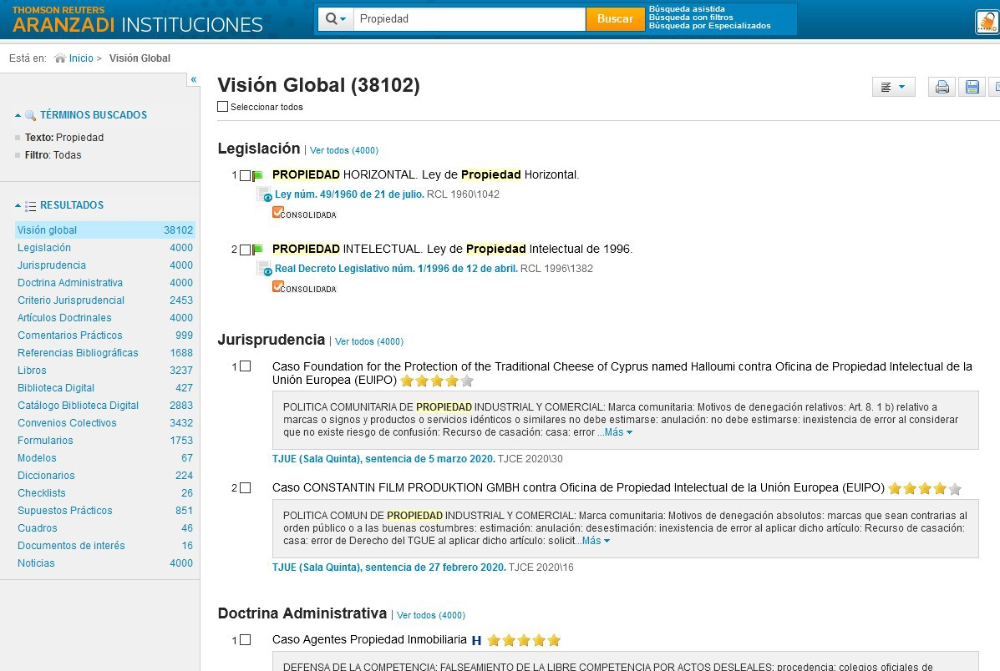 THOMSON REUTERS
ARANZADI INSTITUCIONES
Propiedad
Buscar
Búsqueda asistida
Búsqueda con filtros
Búsqueda por Especializados
Está en: Inicio > Visión Global
«
TÉRMINOS BUSCADOS
Texto: Propiedad
Filtro: Todas
RESULTADOS
Visión global 38102
Legislación 4000
Jurisprudencia 4000
Doctrina Administrativa 4000
Criterio Jurisprudencial 2453
Artículos Doctrinales 4000
Comentarios Prácticos 999
Referencias Bibliográficas 1688
Libros 3237
Biblioteca Digital 427
Catálogo Biblioteca Digital 2883
Convenios Colectivos 3432
Formularios 1753
Modelos 67
Diccionarios 224
Checklists 26
Supuestos Prácticos 851
Cuadros 46
Documentos de interés 16
Noticias 4000
Visión Global (38102)
Seleccionar todos
Legislación | Ver todos (4000)
1 PROPIEDAD HORIZONTAL. Ley de Propiedad Horizontal.
Ley núm. 49/1960 de 21 de julio. RCL 1960\1042
CONSOLIDADA
2 PROPIEDAD INTELECTUAL. Ley de Propiedad Intelectual de 1996.
Real Decreto Legislativo núm. 1/1996 de 12 de abril. RCL 1996\1382
CONSOLIDADA
Jurisprudencia | Ver todos (4000)
1 Caso Foundation for the Protection of the Traditional Cheese of Cyprus named Halloumi contra Oficina de Propiedad Intelectual de la
Unión Europea (EUIPO)
POLITICA COMUNITARIA DE PROPIEDAD INDUSTRIAL Y COMERCIAL: Marca comunitaria: Motivos de denegación relativos: Art. 8. 1 b) relativo a
marcas o signos y productos o servicios idénticos o similares no debe estimarse: anulación: no debe estimarse: inexistencia de error al considerar
que no existe riesgo de confusión: Recurso de casación: casa: error ...Más
TJUE (Sala Quinta), sentencia de 5 marzo 2020. TJCE 2020\30
2 Caso CONSTANTIN FILM PRODUKTION GMBH contra Oficina de Propiedad Intelectual de la Unión Europea (EUIPO)
POLITICA COMUN DE PROPIEDAD INDUSTRIAL Y COMERCIAL: Marca comunitaria: Motivos de denegación absolutos: marcas que sean contrarias al
orden público o a las buenas costumbres: estimación: anulación: desestimación: inexistencia de error al aplicar dicho artículo: Recurso de casación:
casa: error de Derecho del TGUE al aplicar dicho artículo: solicit...Más
TJUE (Sala Quinta), sentencia de 27 febrero 2020. TJCE 2020\16
Doctrina Administrativa | Ver todos (4000)
1 Caso Agentes Propiedad Inmobiliaria H
DEFENSA DE LA COMPETENCIA: FALSEAMIENTO DE LA LIBRE COMPETENCIA POR ACTOS DESLEALES: procedencia: colegios oficiales de